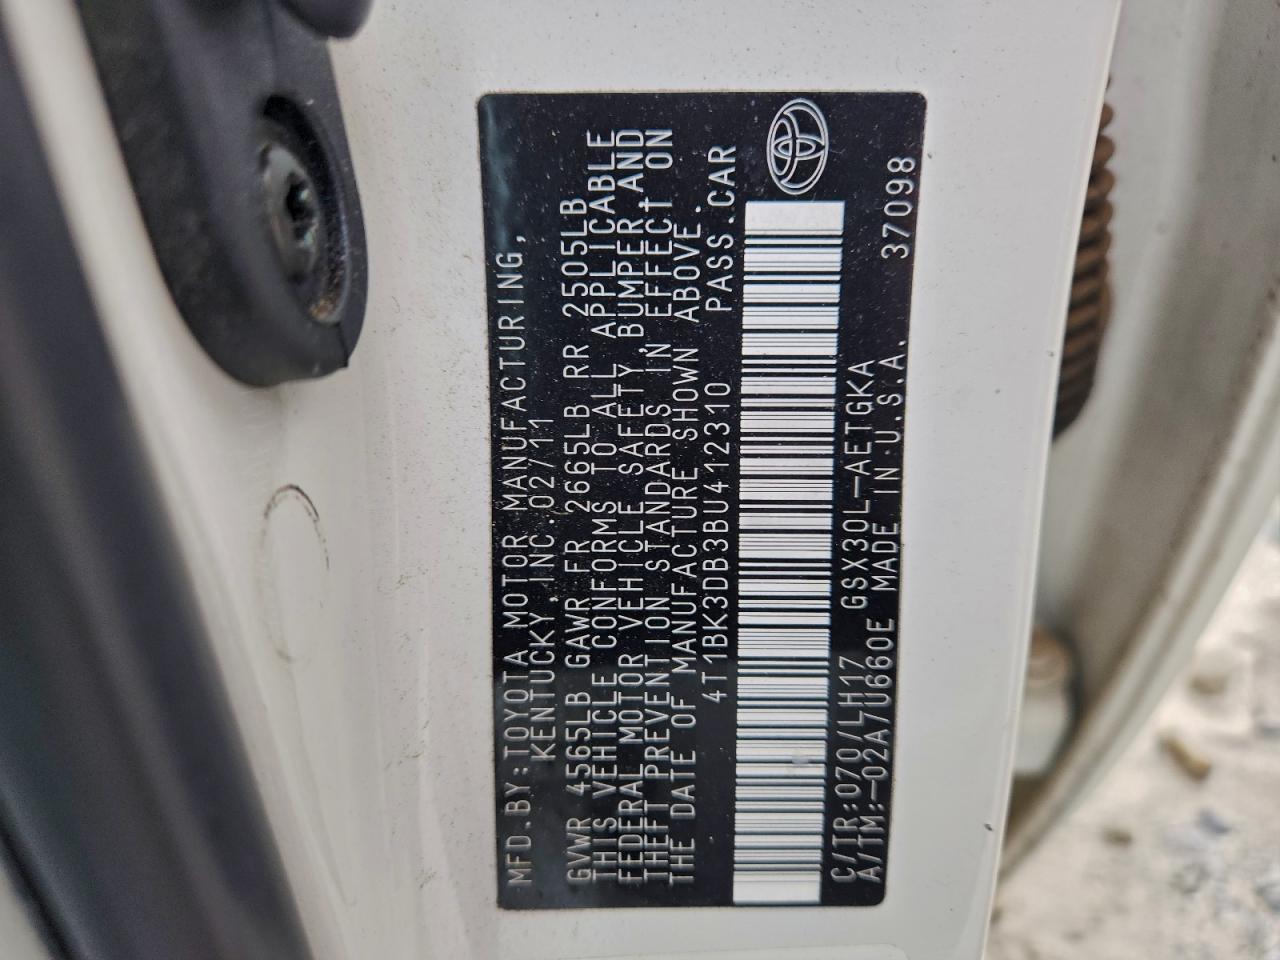 MFD.BY:TOYOTA MOTOR MANUFACTURING,
KENTUCKY,INC.02/11
GVWR 4565LB GAWR FR 2665LB RR 2505LB
THIS VEHICLE CONFORMS TO ALL APPLICABLE
FEDERAL MOTOR VEHICLE SAFETY, BUMPER,AND
THEFT PREVENTION STANDARDS IN EFFECT ON
THE DATE OF MANUFACTURE SHOWN ABOVE.
4T1BK3DB3BU412310 PASS.CAR
C/TR:070/LH17 GSX30L-AETGKA 37098
A/TM:-02A/U660E MADE IN U.S.A.